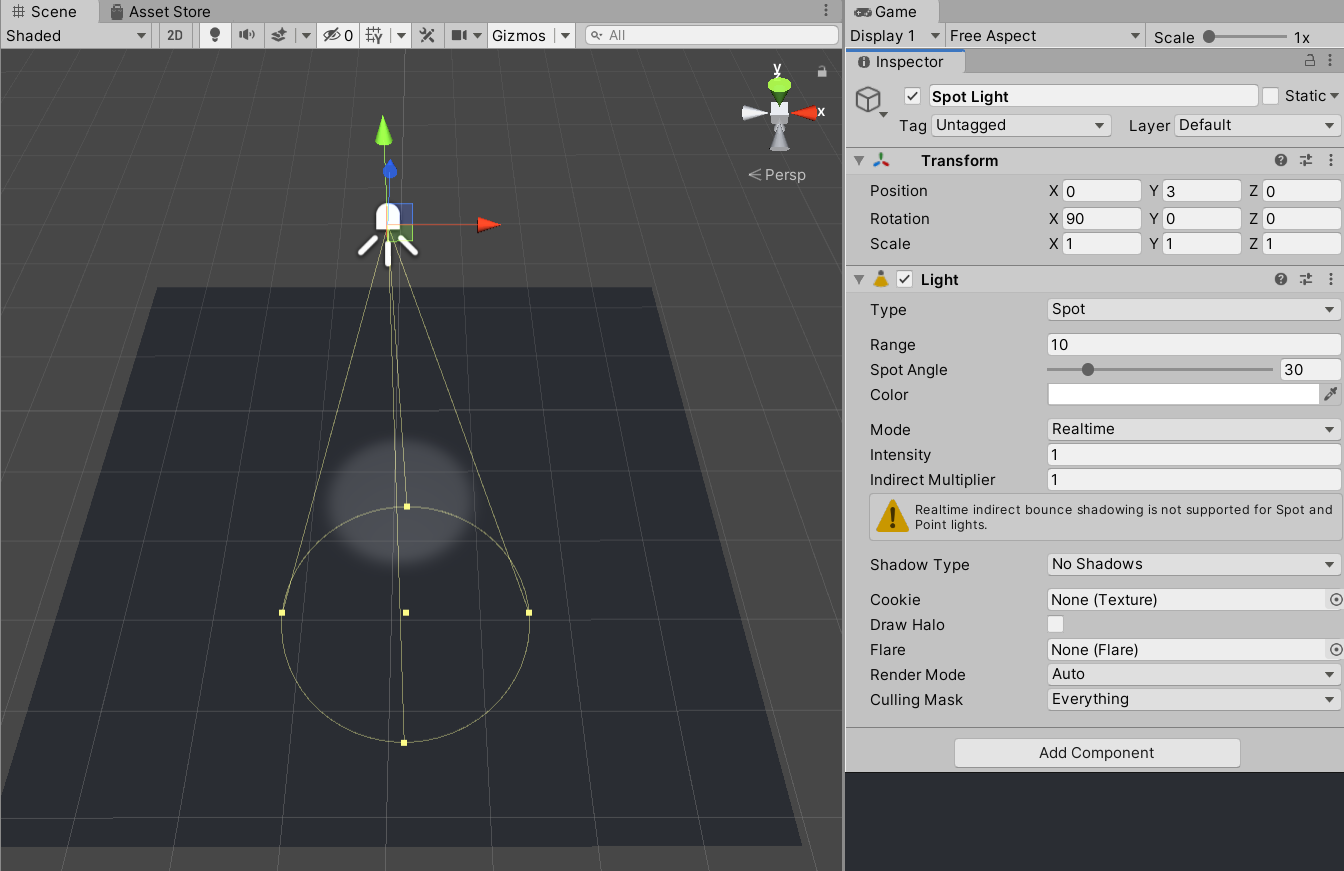 Scene
Asset Store
Shaded
2D
0
Gizmos
All
y
x
Persp
Game
Display 1
Free Aspect
Scale
1x
Inspector
Spot Light
Static
Tag Untagged
Layer Default
Transform
Position X 0 Y 3 Z 0
Rotation X 90 Y 0 Z 0
Scale X 1 Y 1 Z 1
Light
Type Spot
Range 10
Spot Angle 30
Color
Mode Realtime
Intensity 1
Indirect Multiplier 1
Realtime indirect bounce shadowing is not supported for Spot and
Point lights.
Shadow Type No Shadows
Cookie None (Texture)
Draw Halo
Flare None (Flare)
Render Mode Auto
Culling Mask Everything
Add Component